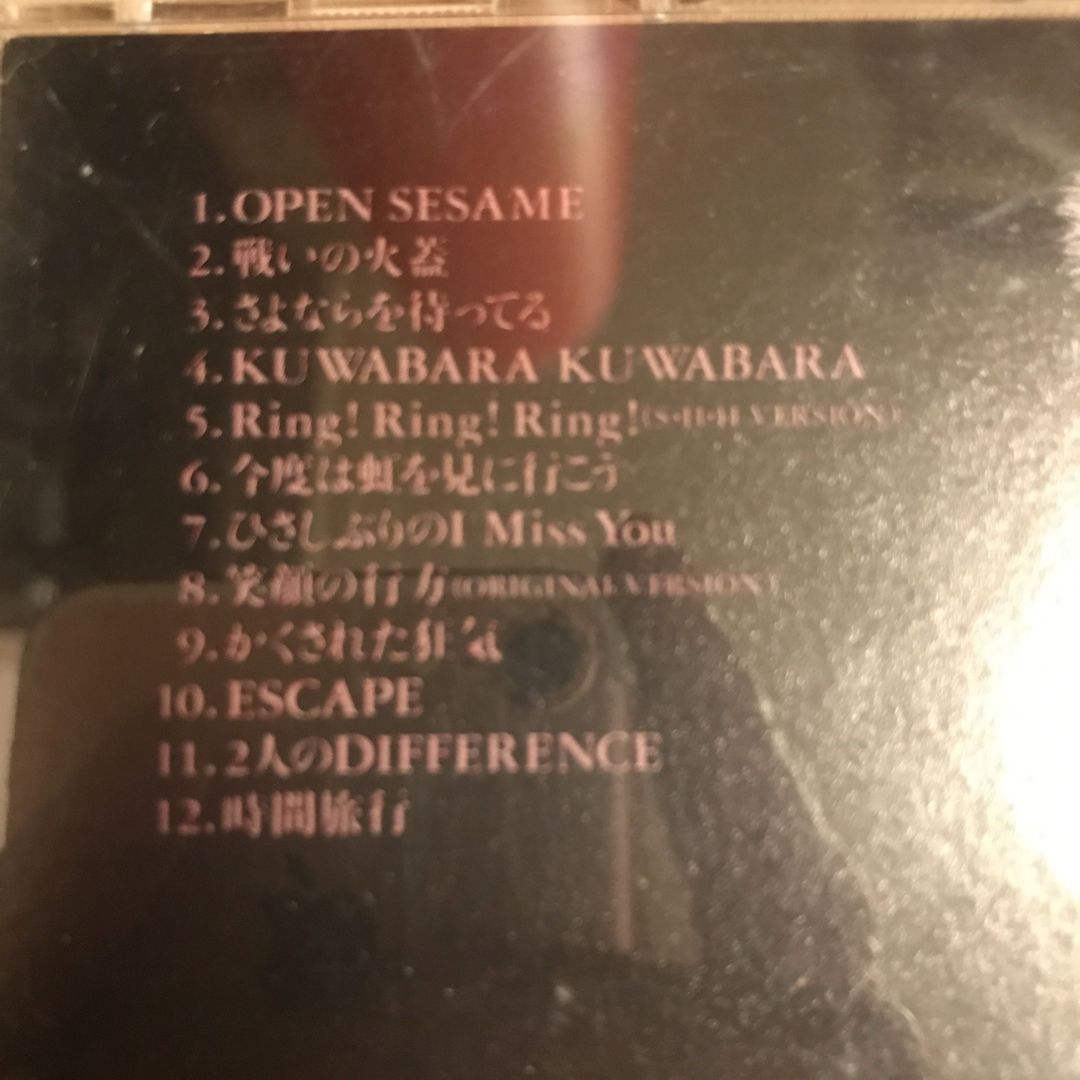 1. OPEN SESAME
2. 戦いの火蓋
3. さよならを待ってる
4. KUWABARA KUWABARA
5. Ring! Ring! Ring! (S•H•H VERSION)
6. 今度は虹を見に行こう
7. ひさしぶりのI Miss You
8. 笑顔の行方 (ORIGINAL VERSION)
9. かくされた狂気
10. ESCAPE
11. 2人のDIFFERENCE
12. 時間旅行